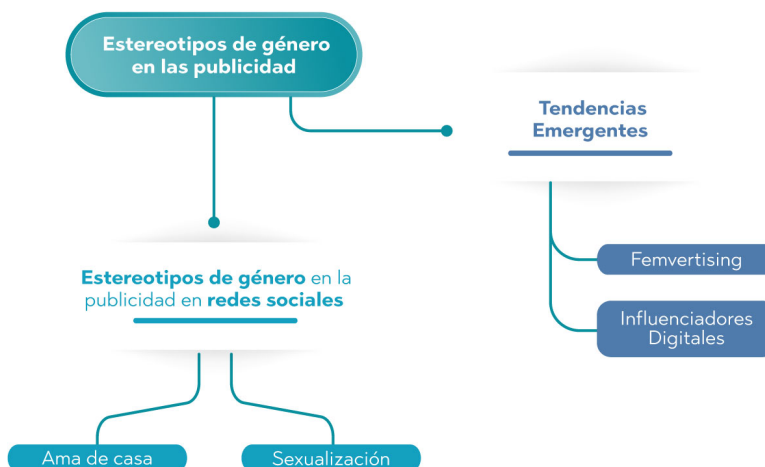 Estereotipos de género
en las publicidad
Tendencias
Emergentes
Femvertising
Influenciadores
Digitales
Estereotipos de género en la
publicidad en redes sociales
Ama de casa
Sexualización